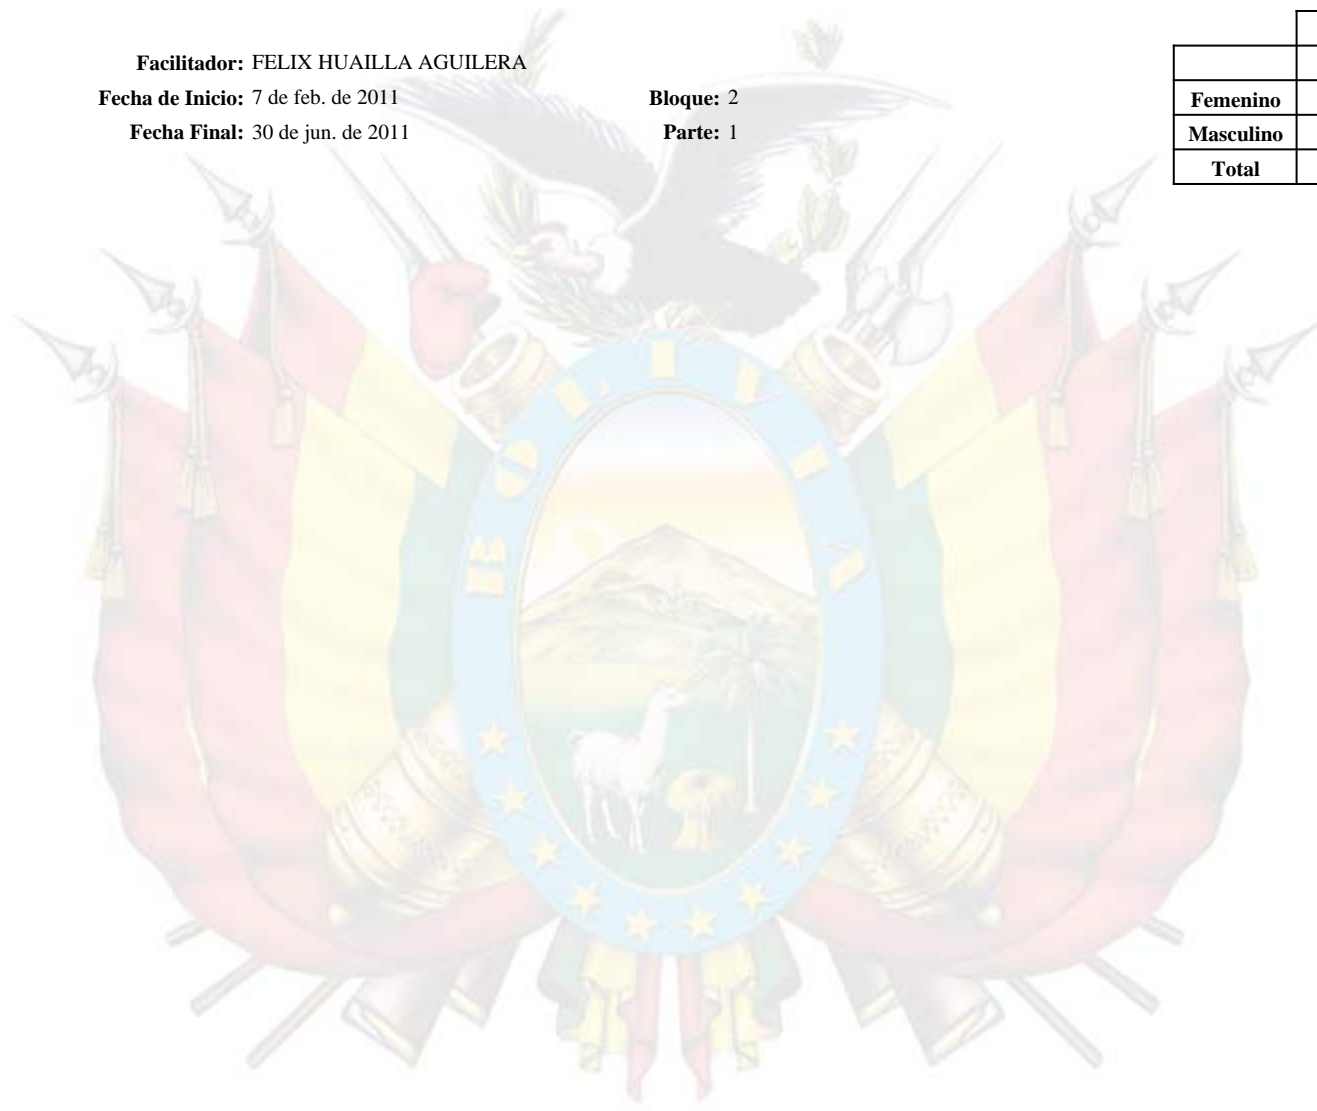 Facilitador: FELIX HUAILLA AGUILERA
Fecha de Inicio: 7 de feb. de 2011 Bloque: 2
Fecha Final: 30 de jun. de 2011 Parte: 1
Femenino
Masculino
Total
BOLIVIA